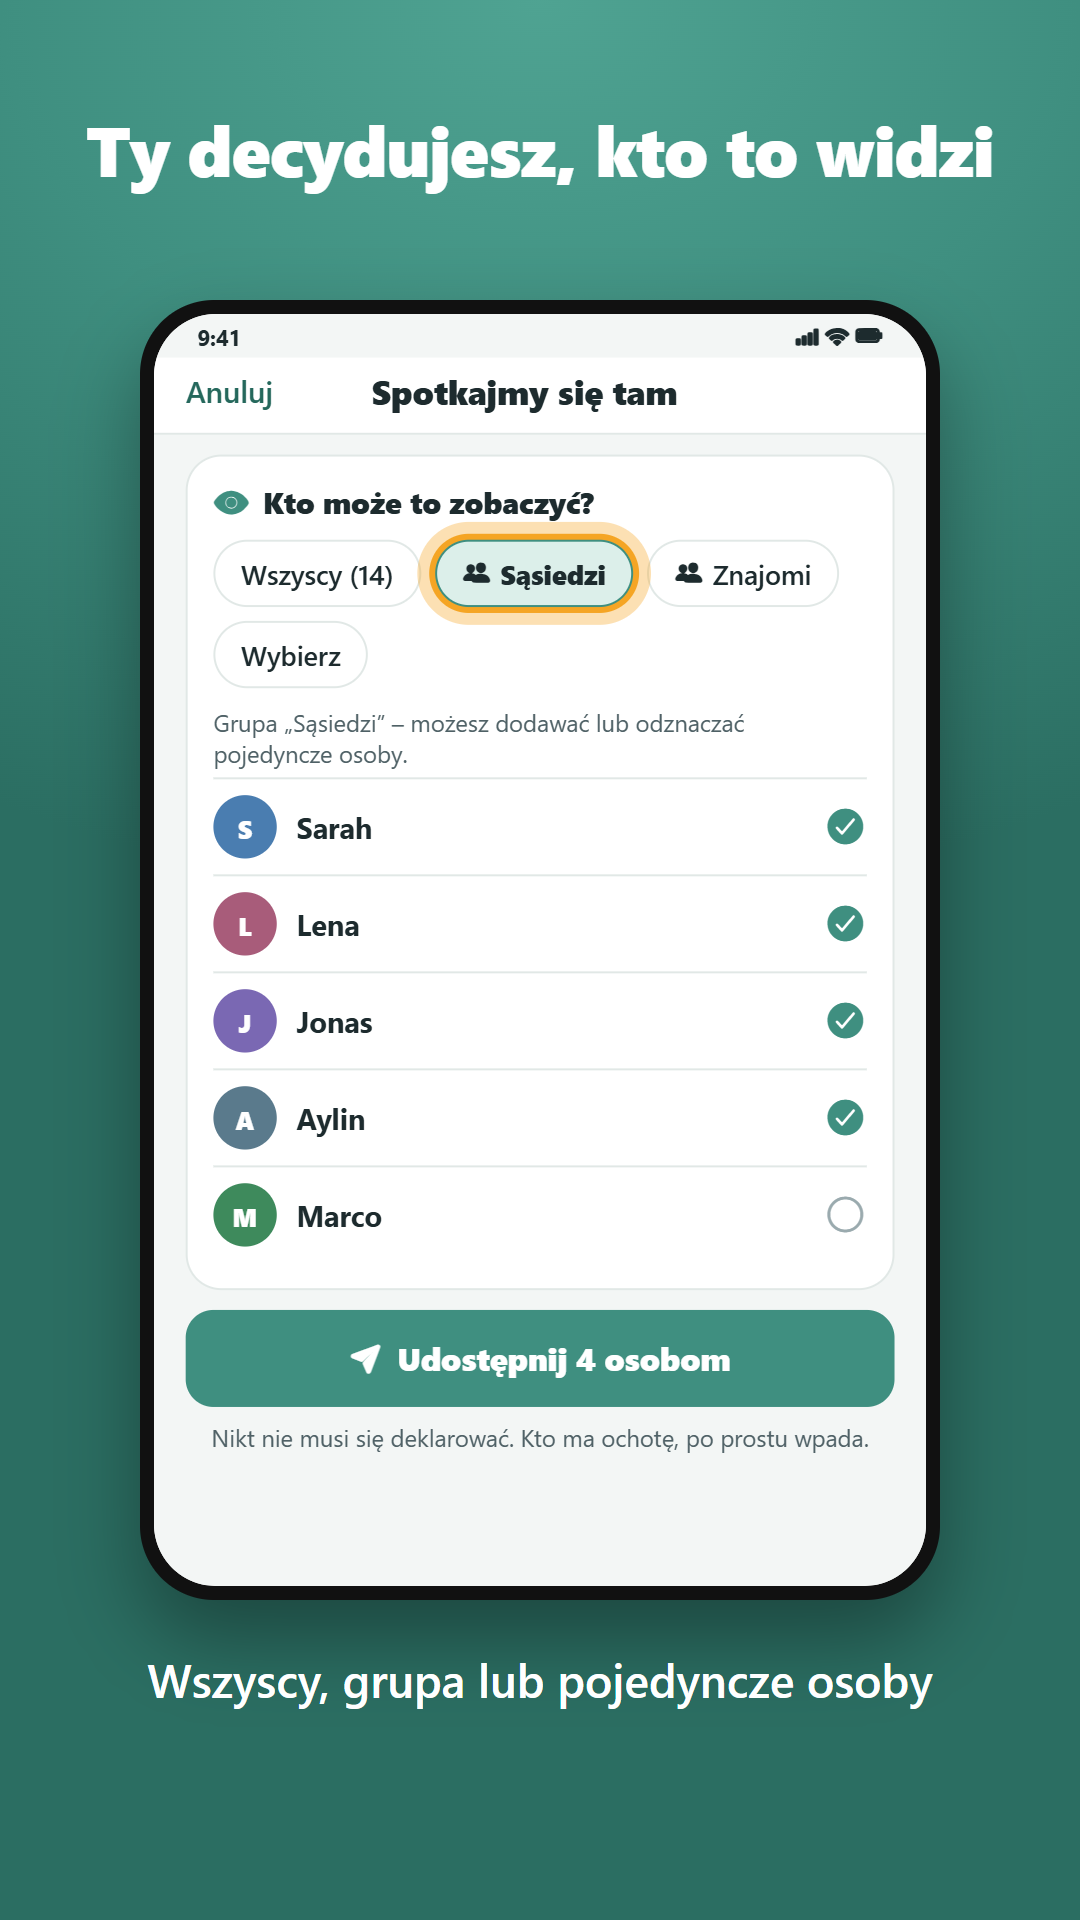 Ty decydujesz, kto to widzi
9:41
Anuluj
Spotkajmy się tam
Kto może to zobaczyć?
Wszyscy (14)
Sąsiedzi
Znajomi
Wybierz
Grupa „Sąsiedzi” – możesz dodawać lub odznaczać
pojedyncze osoby.
S
Sarah
L
Lena
J
Jonas
A
Aylin
M
Marco
Udostępnij 4 osobom
Nikt nie musi się deklarować. Kto ma ochotę, po prostu wpada.
Wszyscy, grupa lub pojedyncze osoby